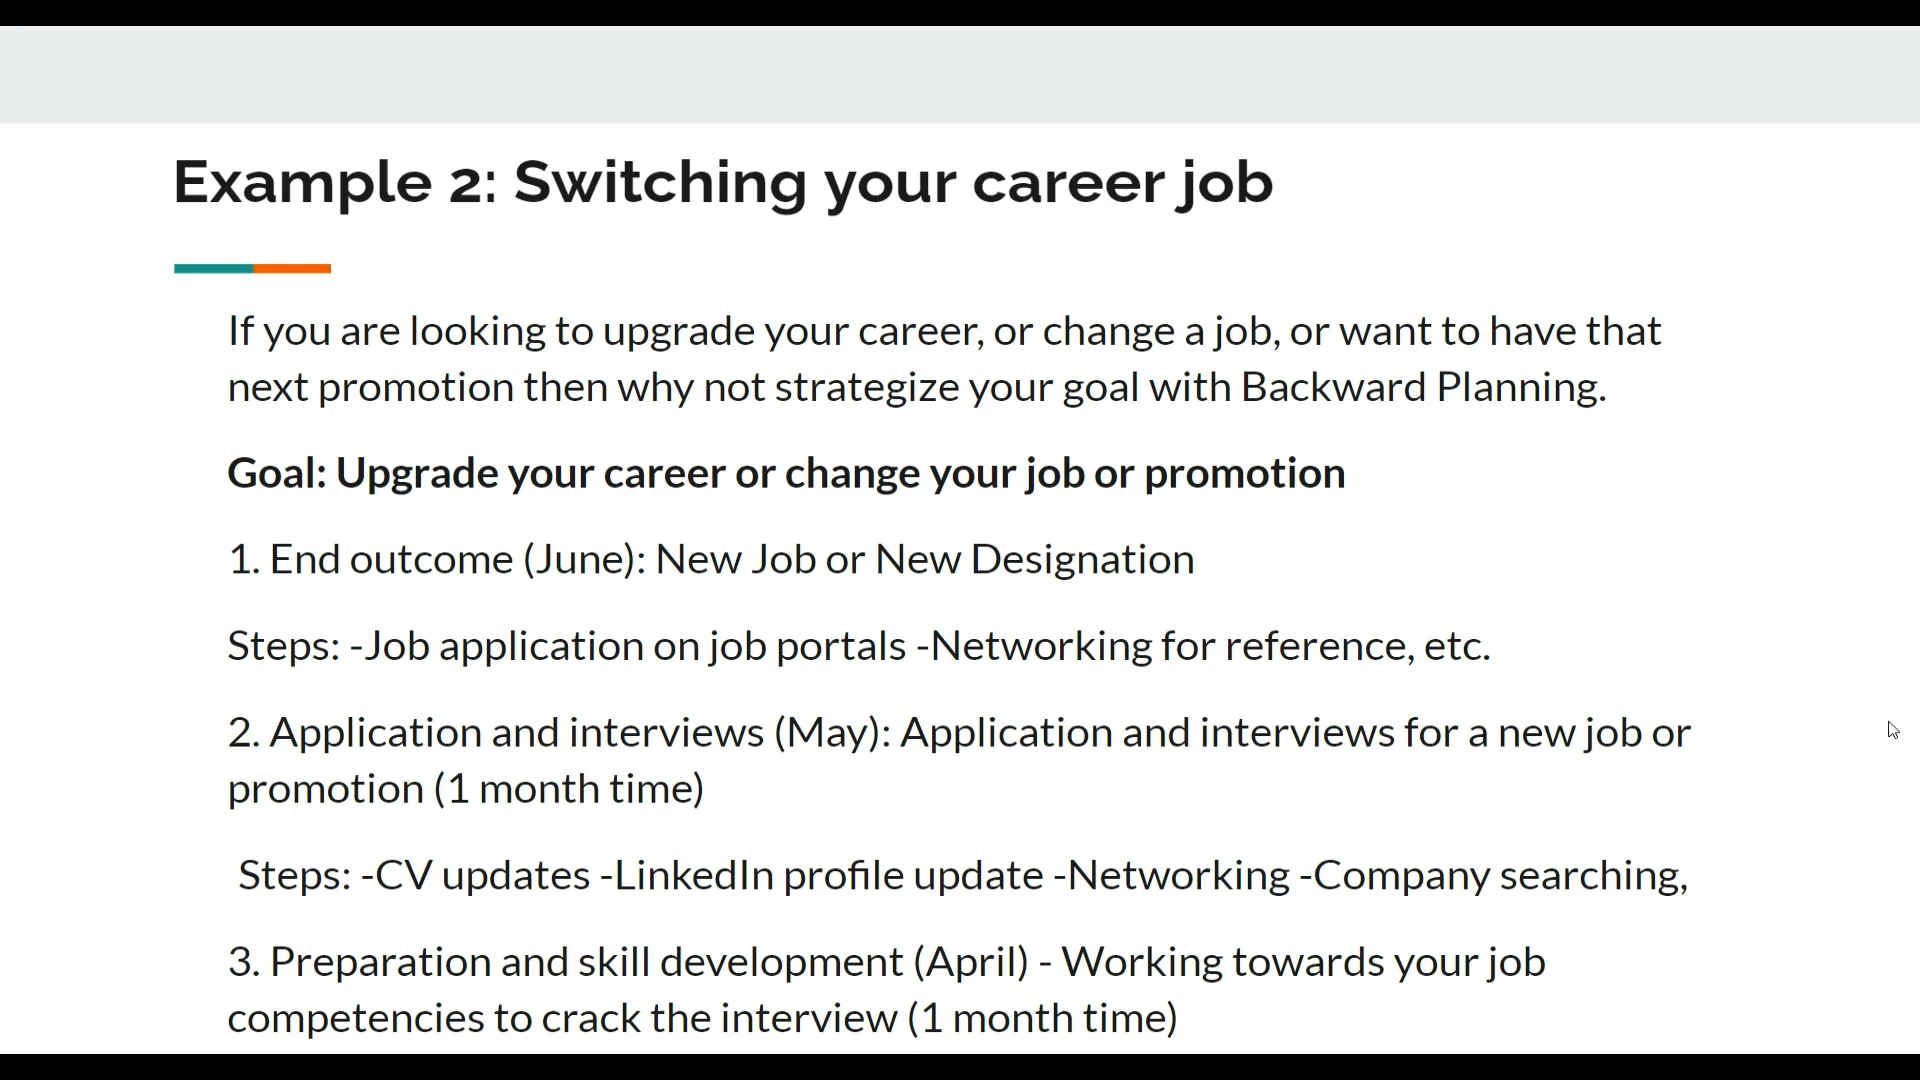 Example 2: Switching your career job
If you are looking to upgrade your career, or change a job, or want to have that
next promotion then why not strategize your goal with Backward Planning.
Goal: Upgrade your career or change your job or promotion
1. End outcome (June): New Job or New Designation
Steps: -Job application on job portals -Networking for reference, etc.
2. Application and interviews (May): Application and interviews for a new job or
promotion (1 month time)
Steps: -CV updates -LinkedIn profile update -Networking -Company searching,
3. Preparation and skill development (April) - Working towards your job
competencies to crack the interview (1 month time)